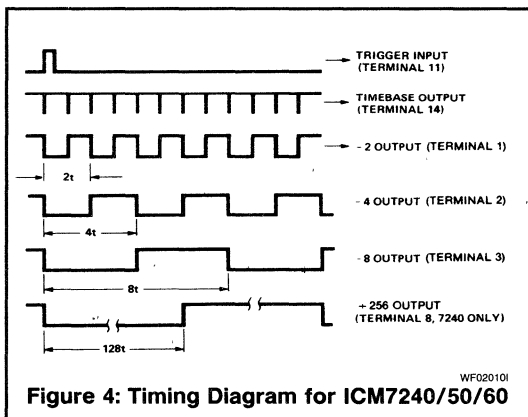 TRIGGER INPUT
(TERMINAL 11)
TIMEBASE OUTPUT
(TERMINAL 14)
- 2 OUTPUT (TERMINAL 1)
2t
- 4 OUTPUT (TERMINAL 2)
4t
- 8 OUTPUT (TERMINAL 3)
8t
+ 256 OUTPUT
(TERMINAL 8, 7240 ONLY)
128t
WF02010I
Figure 4: Timing Diagram for ICM7240/50/60